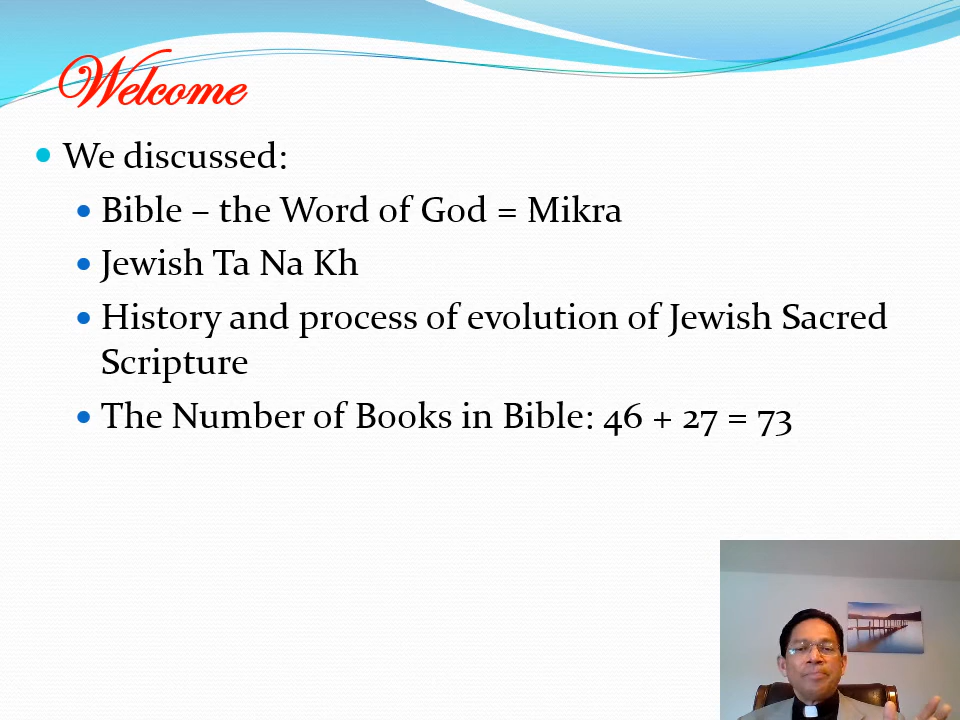 Welcome
We discussed:
Bible – the Word of God = Mikra
Jewish Ta Na Kh
History and process of evolution of Jewish Sacred
Scripture
The Number of Books in Bible: 46 + 27 = 73